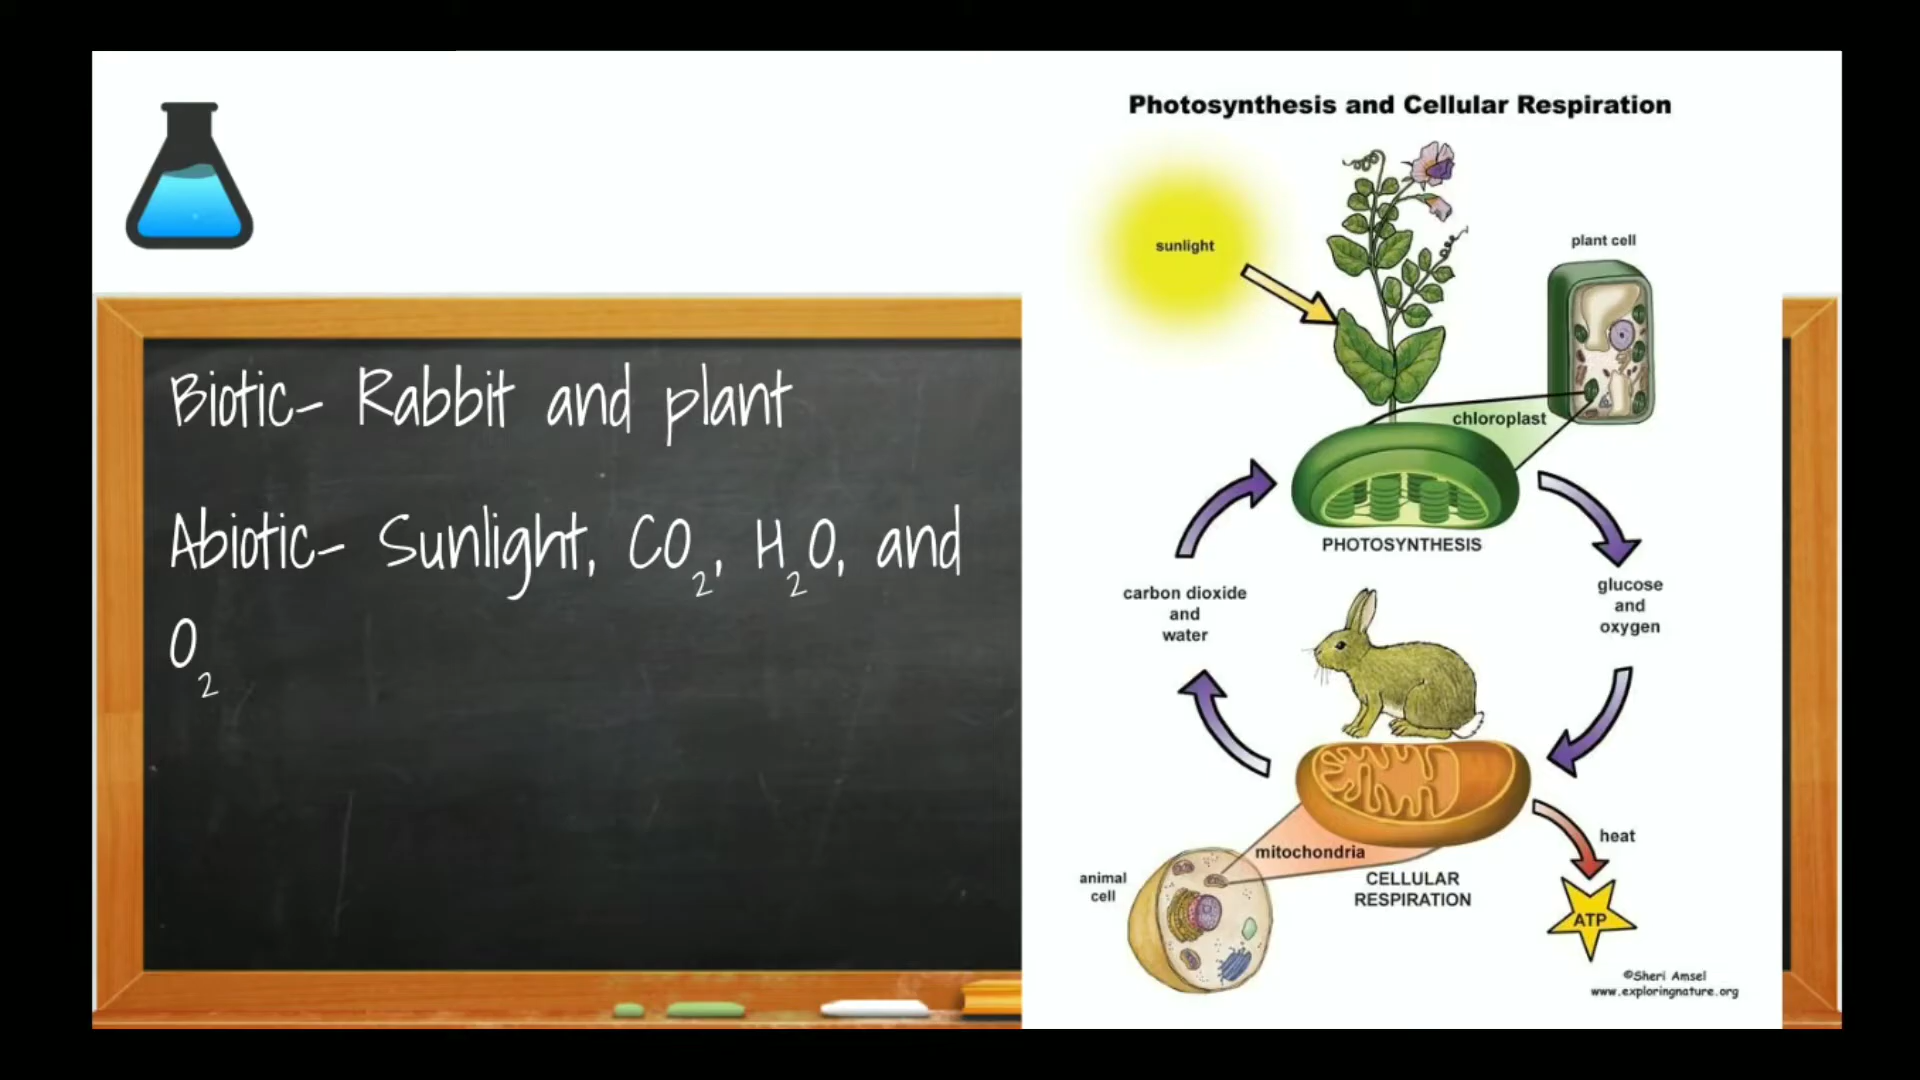 Biotic- Rabbit and plant
Abiotic- Sunlight, CO₂, H₂O, and
O₂
Photosynthesis and Cellular Respiration
sunlight
plant cell
chloroplast
PHOTOSYNTHESIS
carbon dioxide
and
water
glucose
and
oxygen
heat
mitochondria
animal
cell
CELLULAR
RESPIRATION
ATP
©Sheri Amsel
www.exploringnature.org